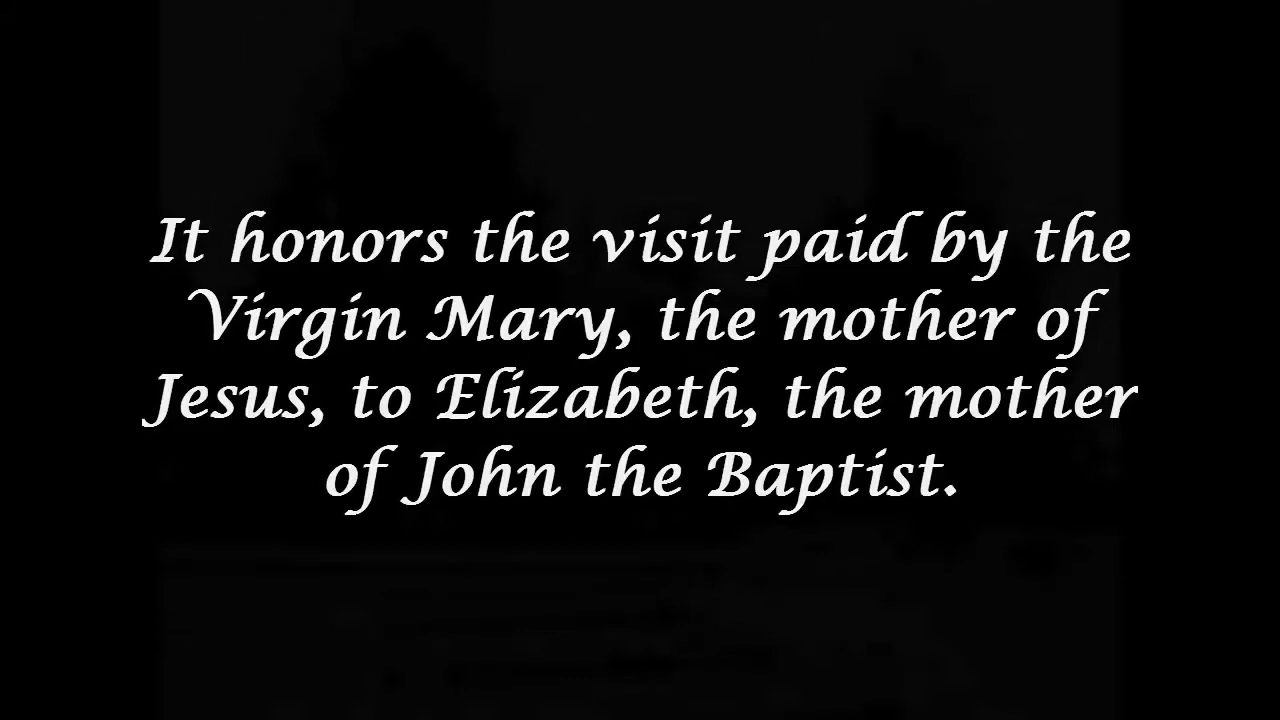 It honors the visit paid by the
Virgin Mary, the mother of
Jesus, to Elizabeth, the mother
of John the Baptist.